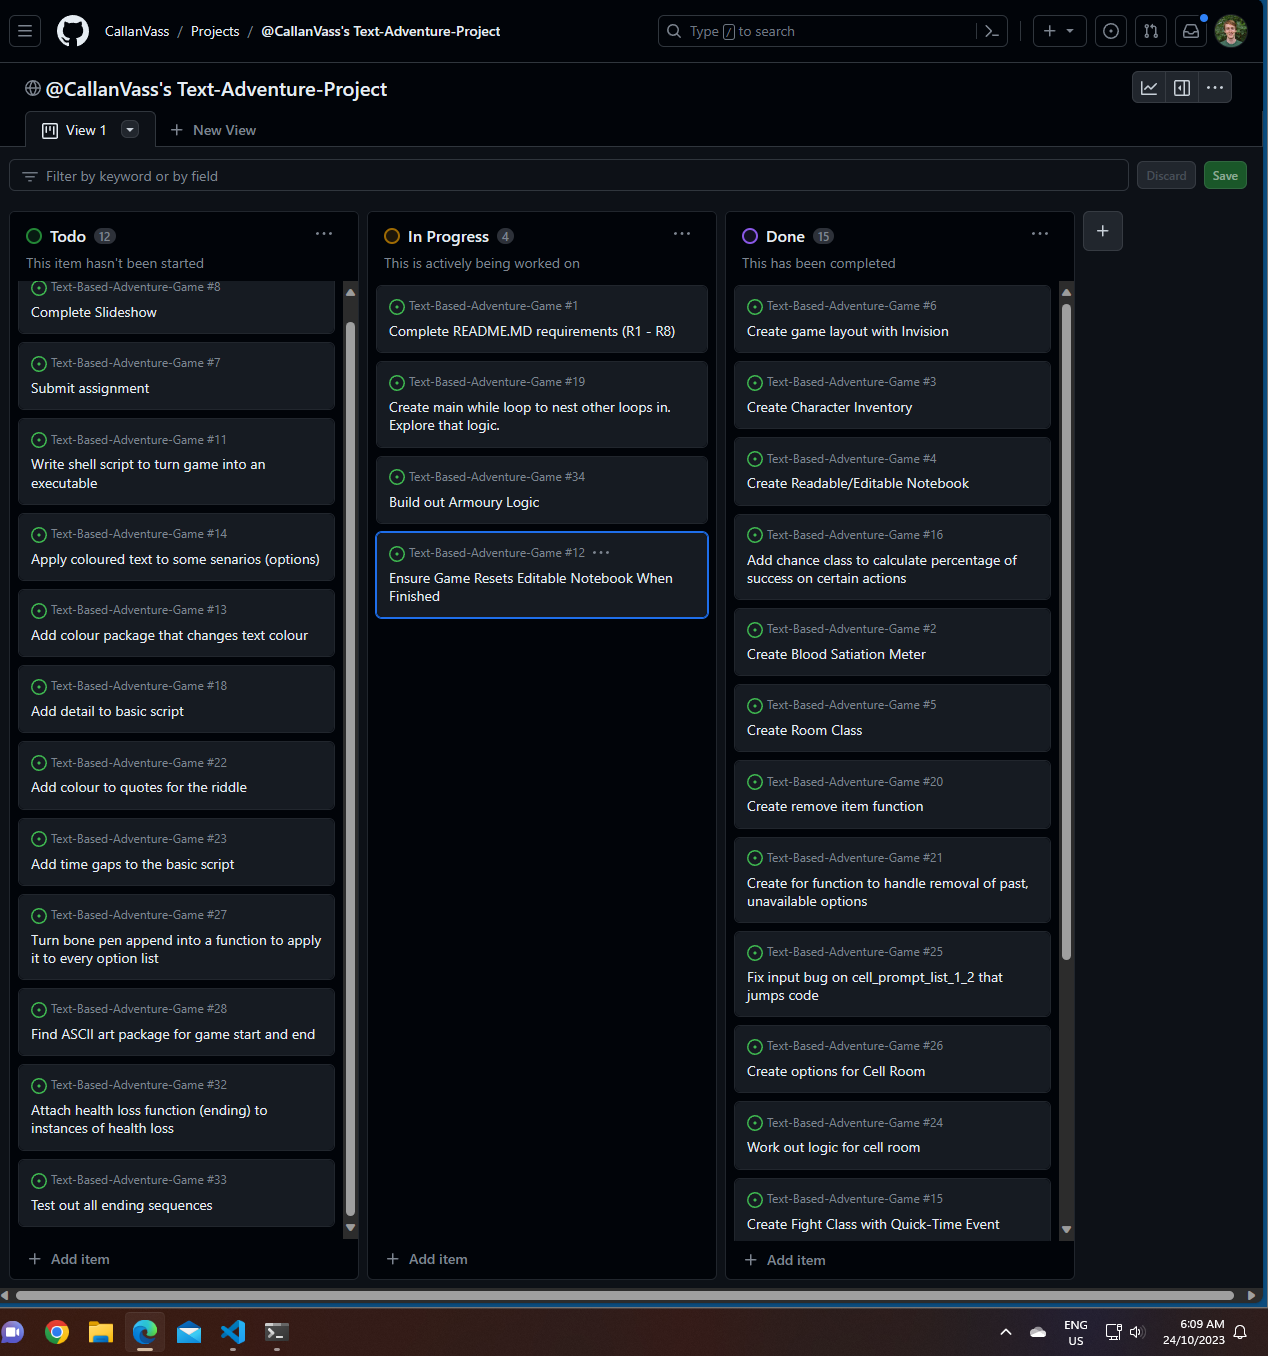 CallanVass / Projects / @CallanVass's Text-Adventure-Project
Type / to search
@CallanVass's Text-Adventure-Project
View 1
New View
Filter by keyword or by field
Discard
Save
Todo 12
This item hasn't been started
Text-Based-Adventure-Game #8
Complete Slideshow
Text-Based-Adventure-Game #7
Submit assignment
Text-Based-Adventure-Game #11
Write shell script to turn game into an
executable
Text-Based-Adventure-Game #14
Apply coloured text to some senarios (options)
Text-Based-Adventure-Game #13
Add colour package that changes text colour
Text-Based-Adventure-Game #18
Add detail to basic script
Text-Based-Adventure-Game #22
Add colour to quotes for the riddle
Text-Based-Adventure-Game #23
Add time gaps to the basic script
Text-Based-Adventure-Game #27
Turn bone pen append into a function to apply
it to every option list
Text-Based-Adventure-Game #28
Find ASCII art package for game start and end
Text-Based-Adventure-Game #32
Attach health loss function (ending) to
instances of health loss
Text-Based-Adventure-Game #33
Test out all ending sequences
Add item
In Progress 4
This is actively being worked on
Text-Based-Adventure-Game #1
Complete README.MD requirements (R1 - R8)
Text-Based-Adventure-Game #19
Create main while loop to nest other loops in.
Explore that logic.
Text-Based-Adventure-Game #34
Build out Armoury Logic
Text-Based-Adventure-Game #12
Ensure Game Resets Editable Notebook When
Finished
Add item
Done 15
This has been completed
Text-Based-Adventure-Game #6
Create game layout with Invision
Text-Based-Adventure-Game #3
Create Character Inventory
Text-Based-Adventure-Game #4
Create Readable/Editable Notebook
Text-Based-Adventure-Game #16
Add chance class to calculate percentage of
success on certain actions
Text-Based-Adventure-Game #2
Create Blood Satiation Meter
Text-Based-Adventure-Game #5
Create Room Class
Text-Based-Adventure-Game #20
Create remove item function
Text-Based-Adventure-Game #21
Create for function to handle removal of past,
unavailable options
Text-Based-Adventure-Game #25
Fix input bug on cell_prompt_list_1_2 that
jumps code
Text-Based-Adventure-Game #26
Create options for Cell Room
Text-Based-Adventure-Game #24
Work out logic for cell room
Text-Based-Adventure-Game #15
Create Fight Class with Quick-Time Event
Add item
ENG
US
6:09 AM
24/10/2023